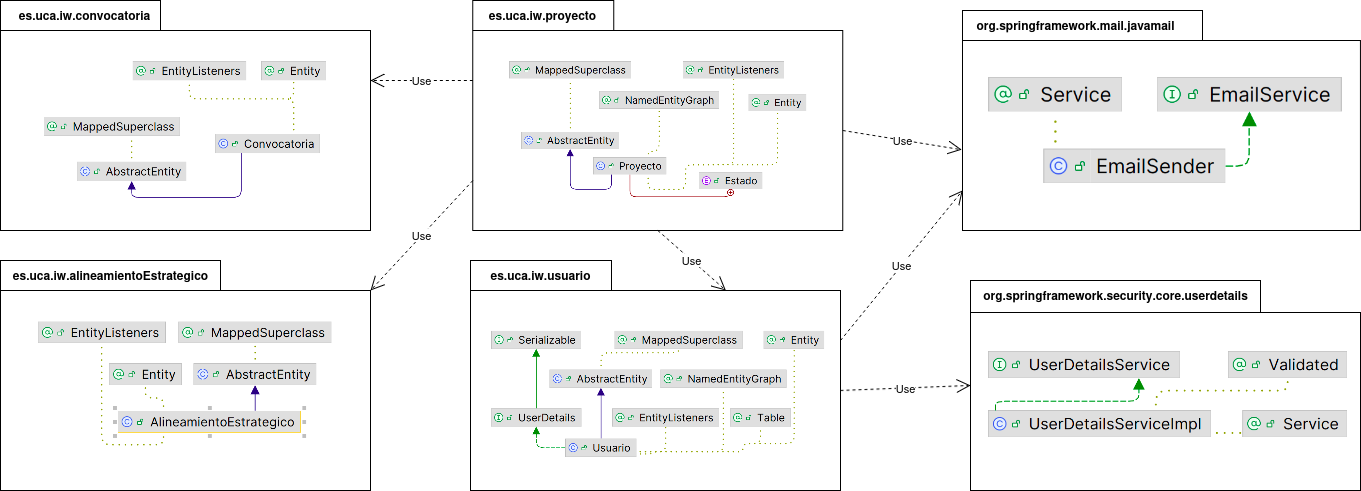 es.uca.iw.convocatoria
EntityListeners
Entity
MappedSuperclass
Convocatoria
AbstractEntity
Use
es.uca.iw.proyecto
MappedSuperclass
EntityListeners
NamedEntityGraph
Entity
AbstractEntity
Proyecto
Estado
Use
org.springframework.mail.javamail
Service
EmailService
EmailSender
Use
Use
es.uca.iw.alineamientoEstrategico
EntityListeners
MappedSuperclass
Entity
AbstractEntity
AlineamientoEstrategico
es.uca.iw.usuario
Serializable
MappedSuperclass
Entity
AbstractEntity
NamedEntityGraph
UserDetails
EntityListeners
Table
Usuario
Use
Use
org.springframework.security.core.userdetails
UserDetailsService
Validated
UserDetailsServiceImpl
Service